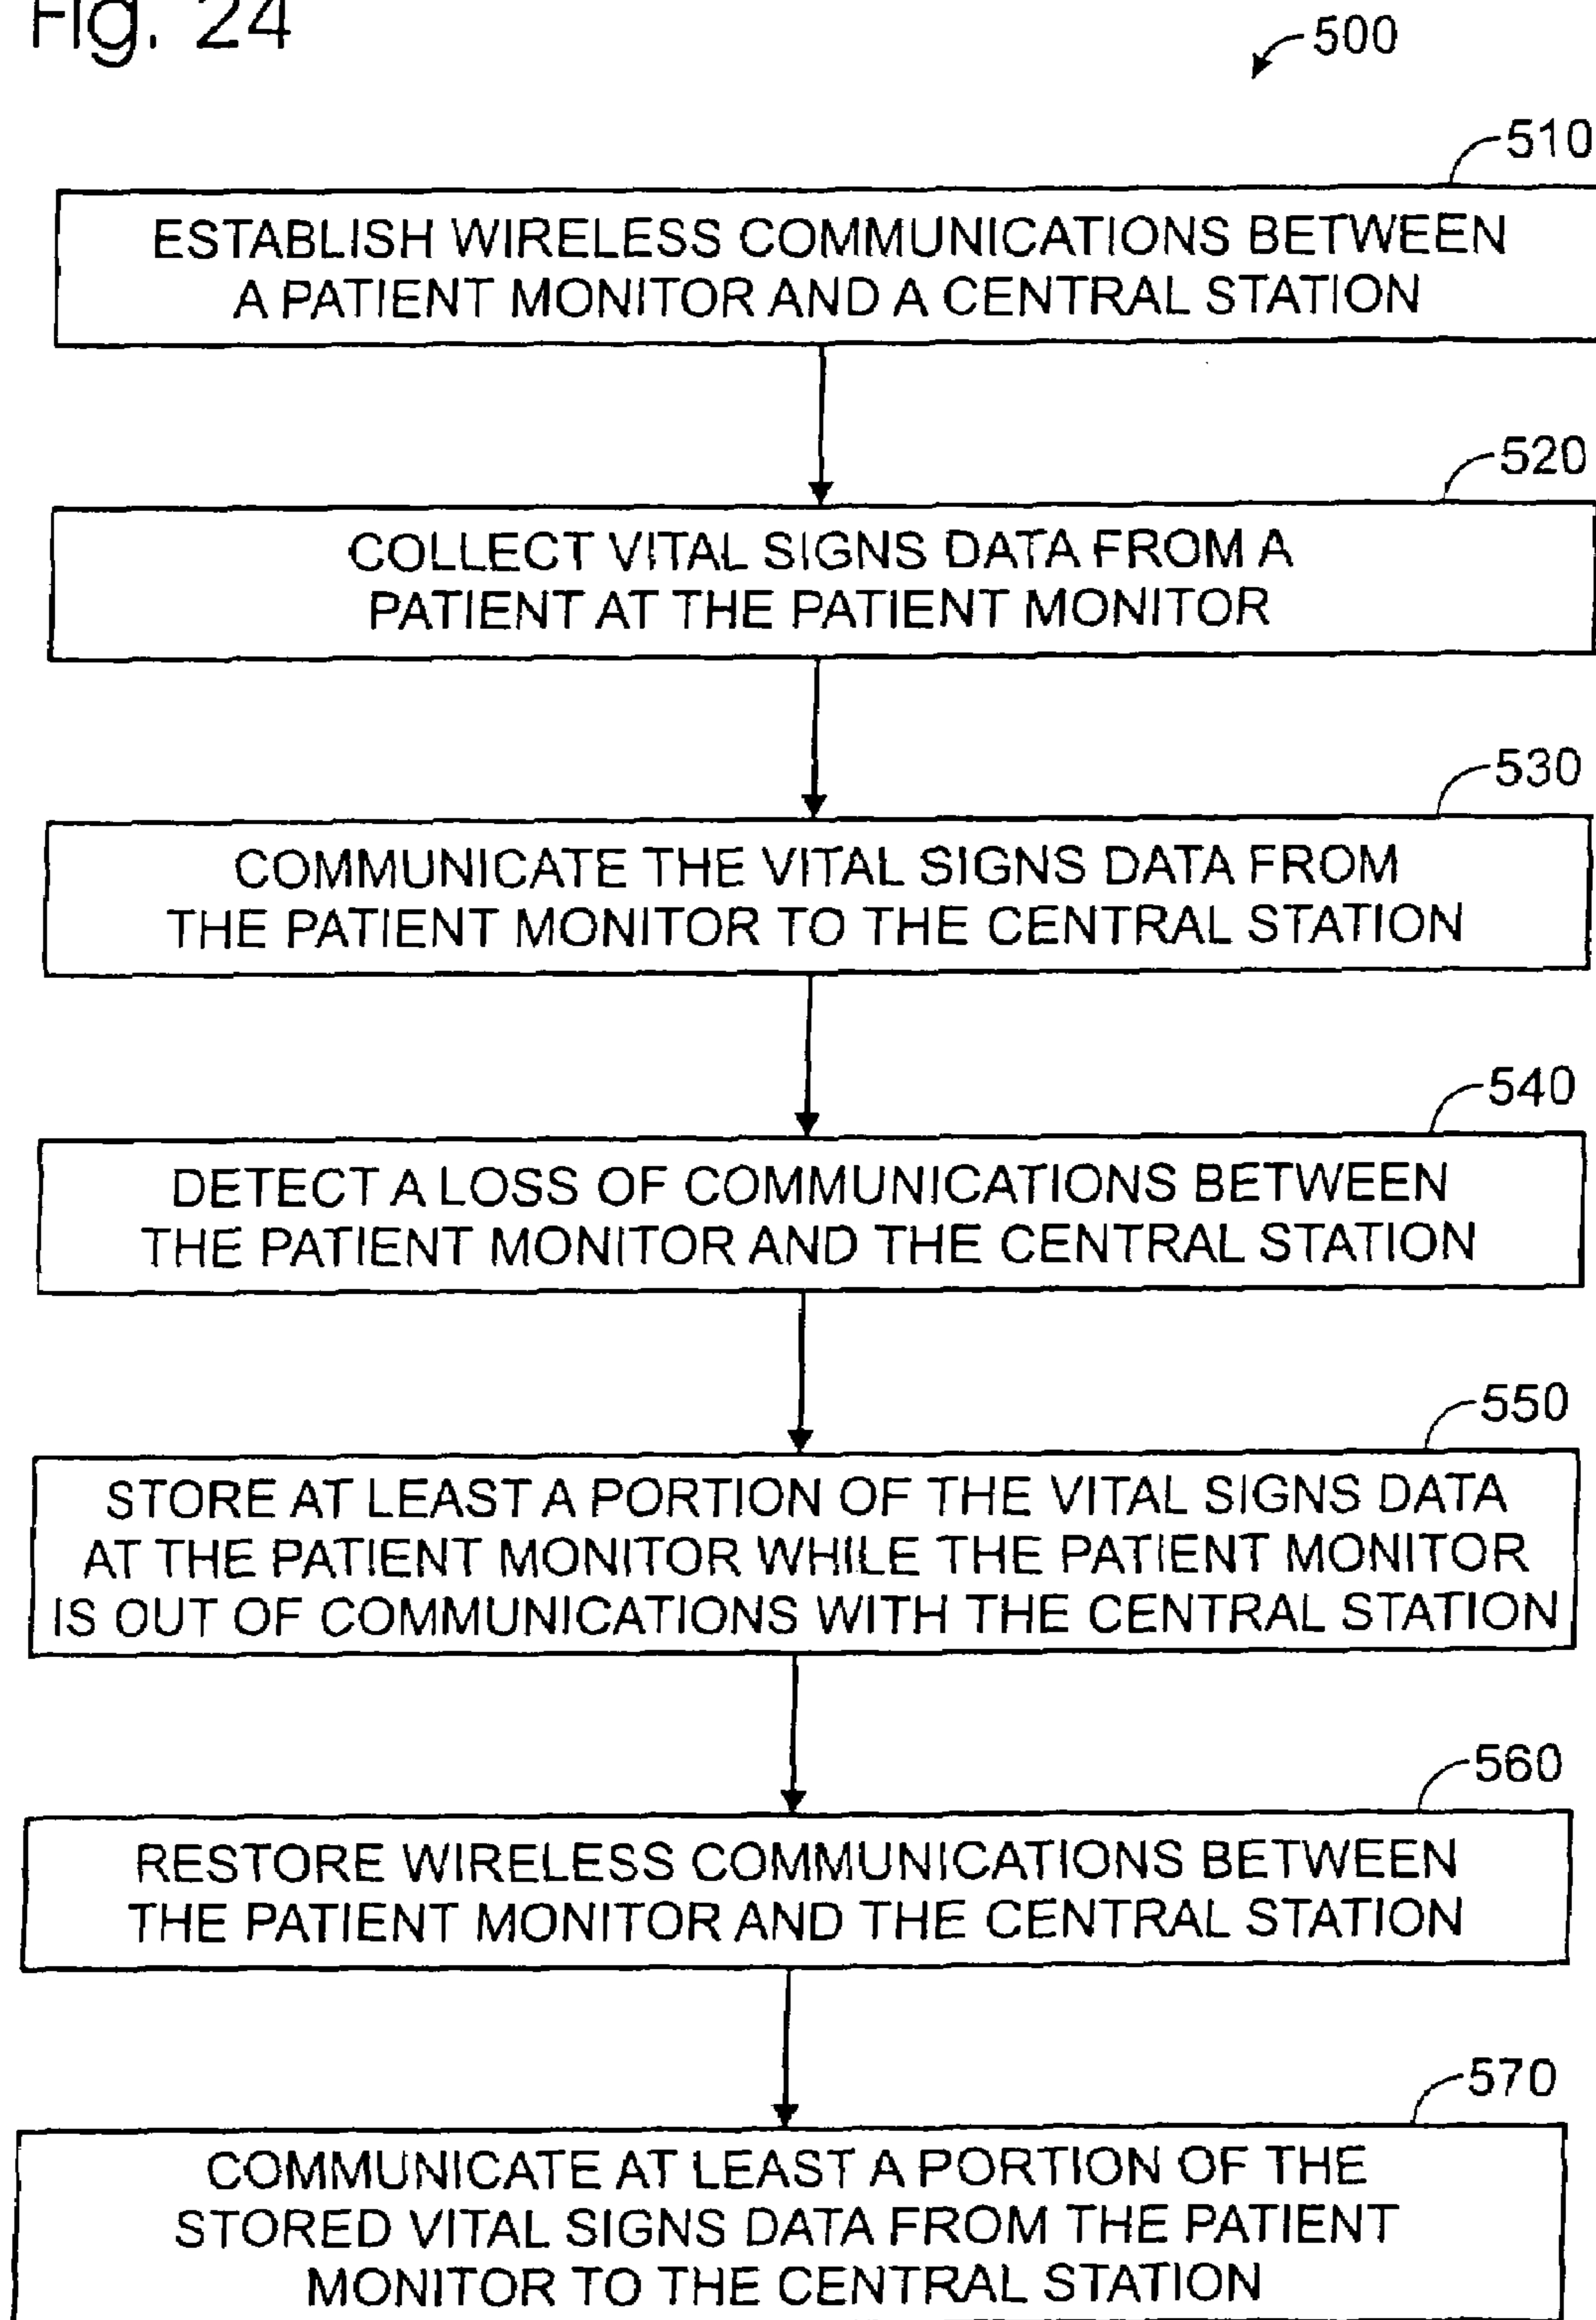 Fig. 24
500
510
ESTABLISH WIRELESS COMMUNICATIONS BETWEEN
A PATIENT MONITOR AND A CENTRAL STATION
520
COLLECT VITAL SIGNS DATA FROM A
PATIENT AT THE PATIENT MONITOR
530
COMMUNICATE THE VITAL SIGNS DATA FROM
THE PATIENT MONITOR TO THE CENTRAL STATION
540
DETECT A LOSS OF COMMUNICATIONS BETWEEN
THE PATIENT MONITOR AND THE CENTRAL STATION
550
STORE AT LEAST A PORTION OF THE VITAL SIGNS DATA
AT THE PATIENT MONITOR WHILE THE PATIENT MONITOR
IS OUT OF COMMUNICATIONS WITH THE CENTRAL STATION
560
RESTORE WIRELESS COMMUNICATIONS BETWEEN
THE PATIENT MONITOR AND THE CENTRAL STATION
570
COMMUNICATE AT LEAST A PORTION OF THE
STORED VITAL SIGNS DATA FROM THE PATIENT
MONITOR TO THE CENTRAL STATION